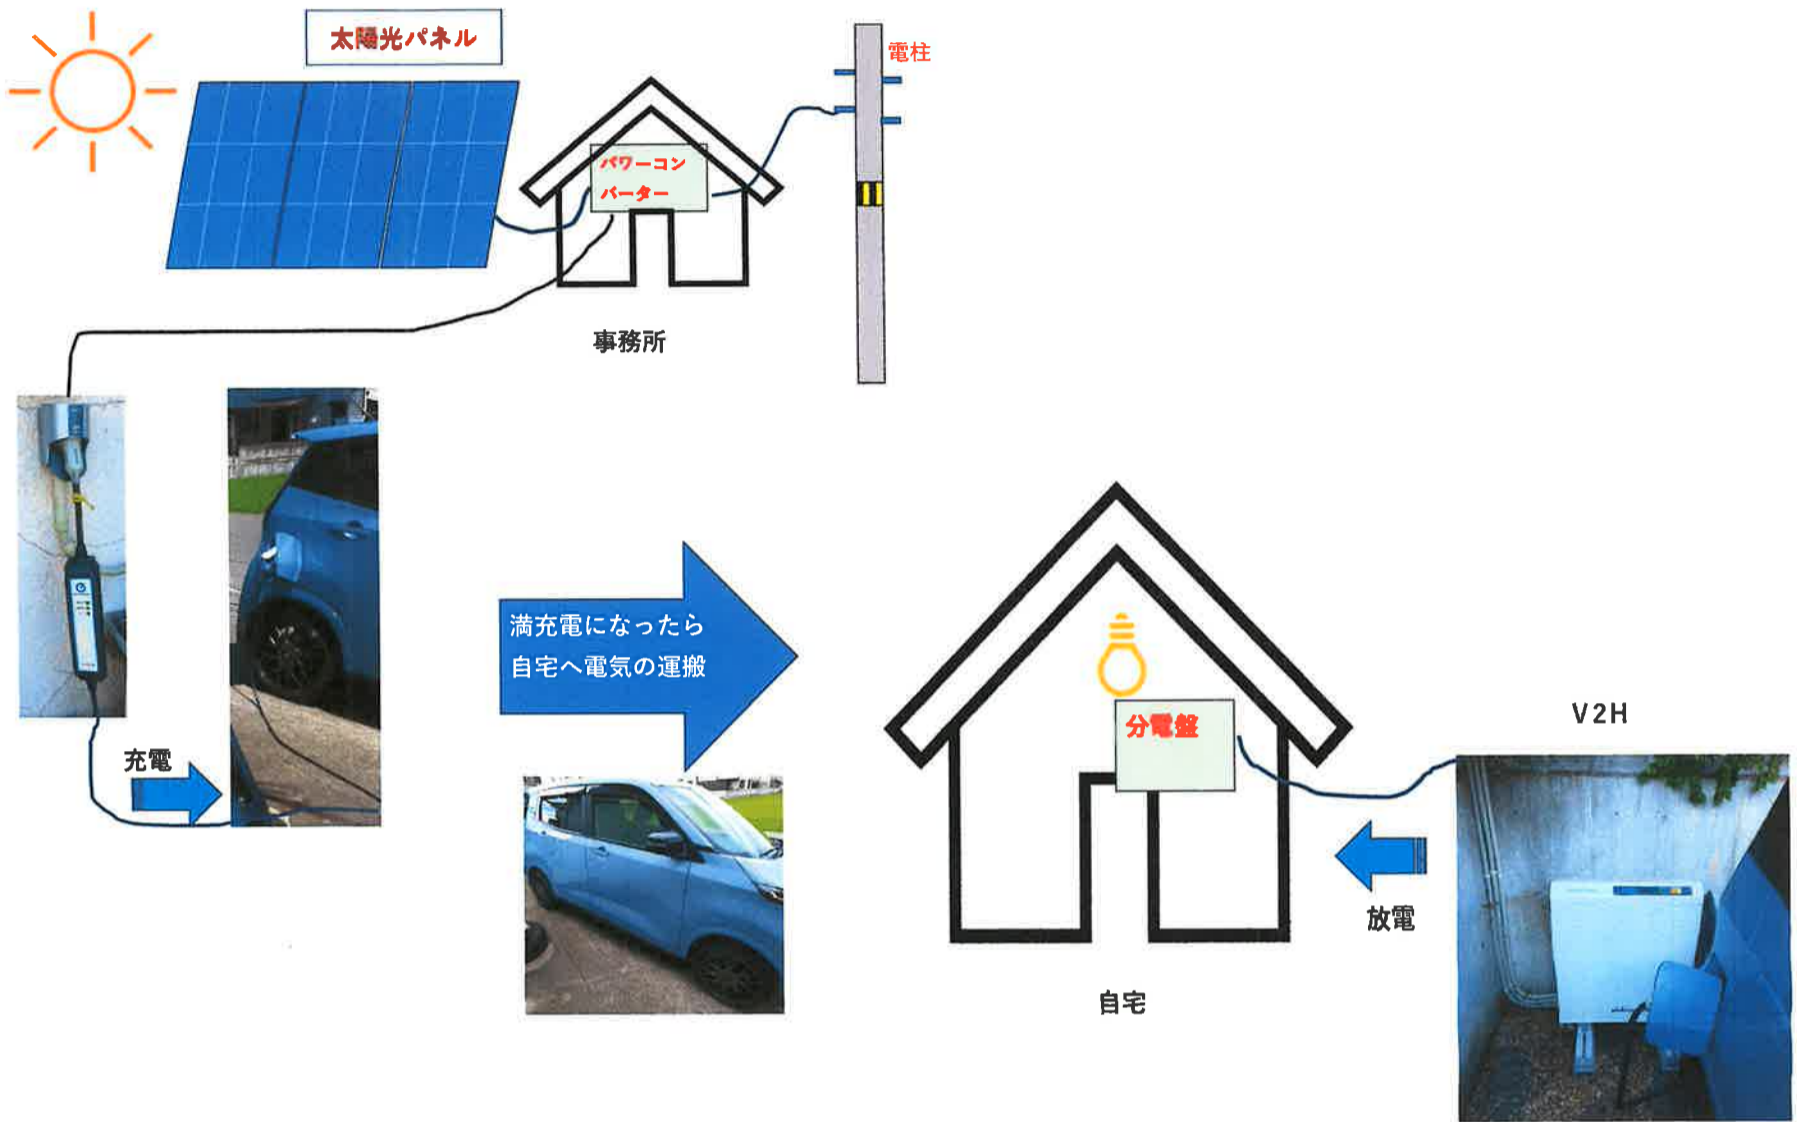 太陽光パネル
電柱
パワーコン
バーター
事務所
充電
満充電になったら
自宅へ電気の運搬
分電盤
V2H
放電
自宅